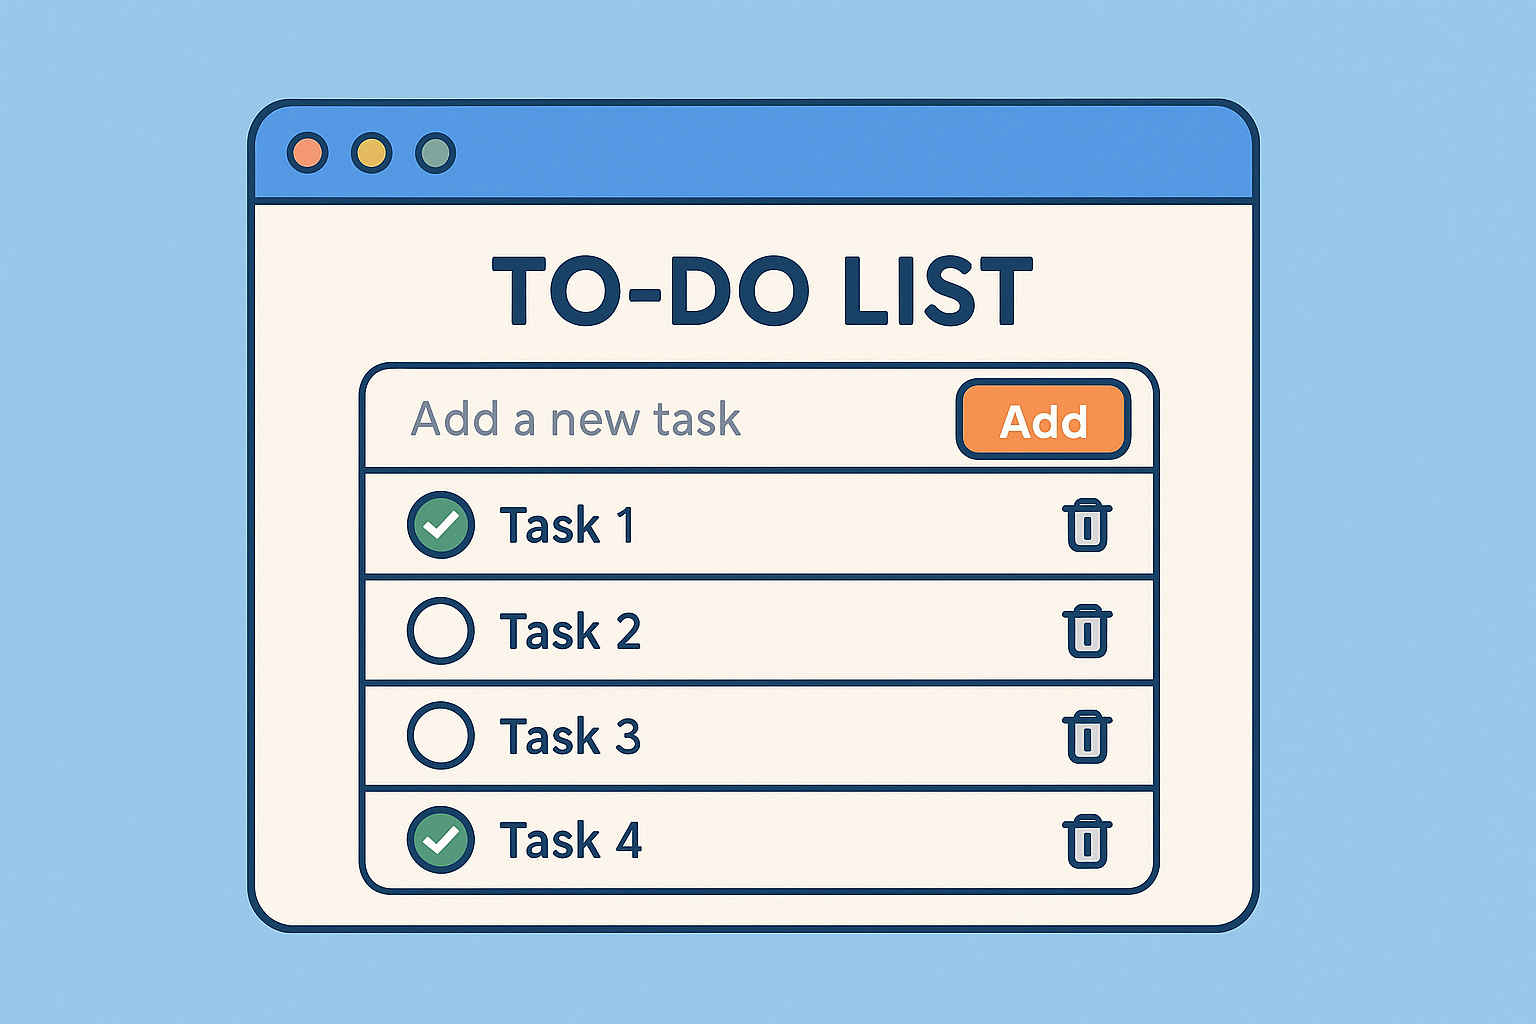 TO-DO LIST
Add a new task
Add
Task 1
Task 2
Task 3
Task 4